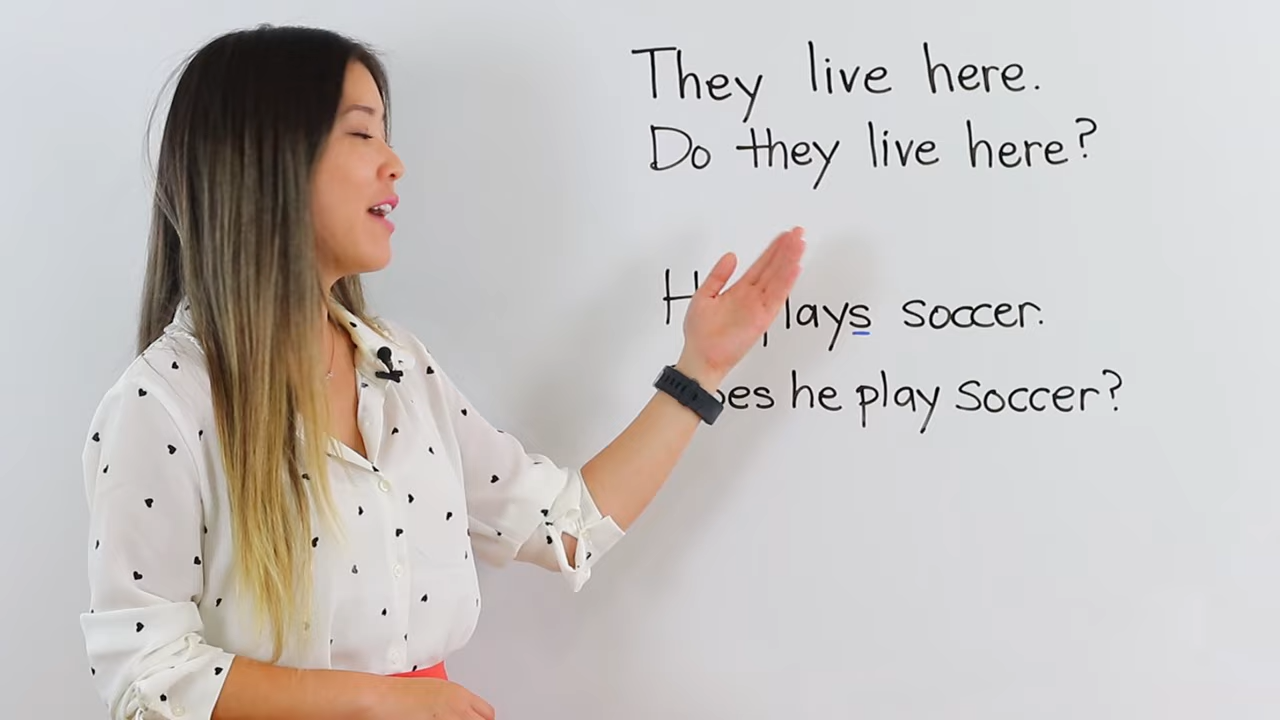 They live here.
Do they live here?
soccer.
he play soccer?